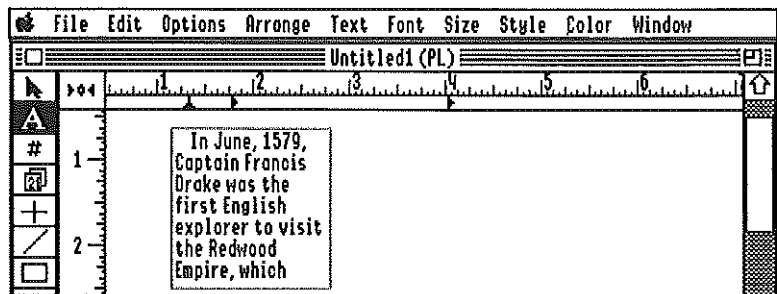 File Edit Options Arrange Text Font Size Style Color Window
Untitled1 (PL)
1 2 3 4 5 6
A
#
1
2
In June, 1579,
Captain Francis
Drake was the
first English
explorer to visit
the Redwood
Empire, which